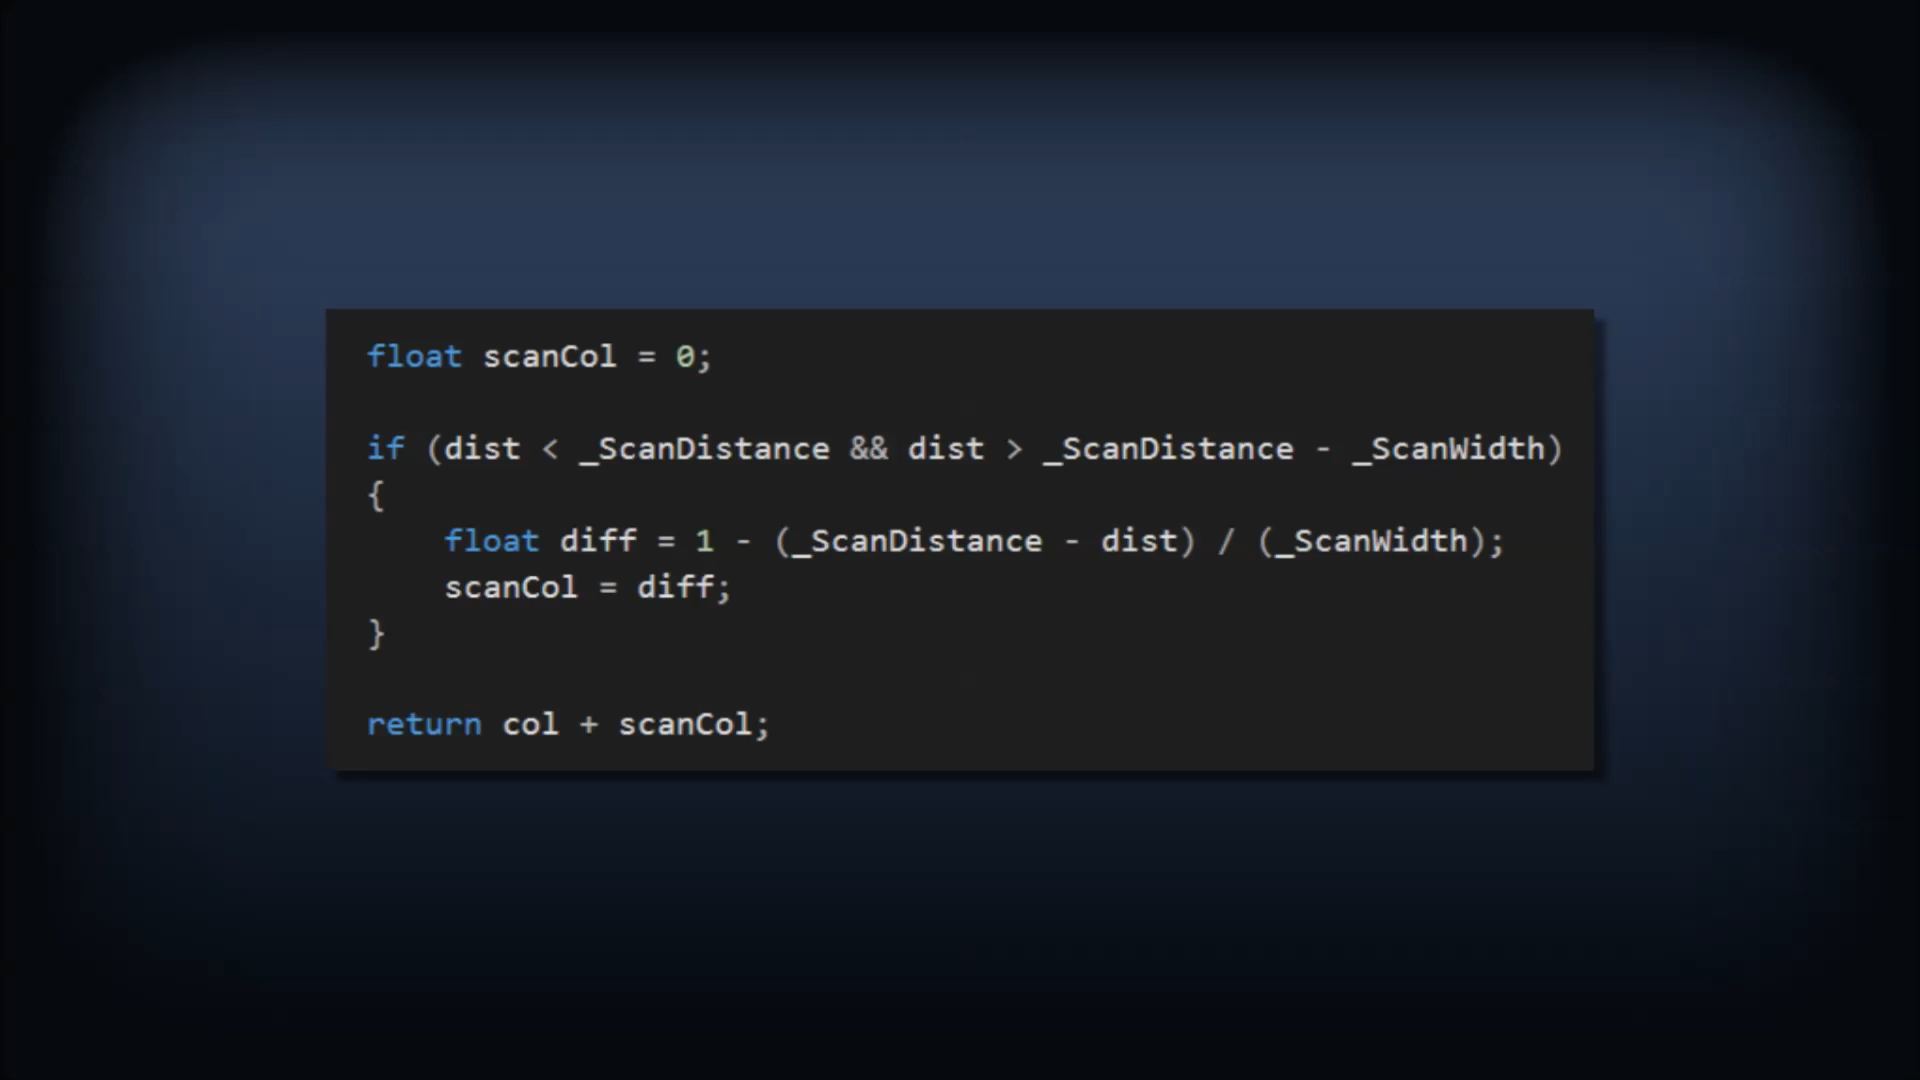 float scanCol = 0;
if (dist < _ScanDistance && dist > _ScanDistance - _ScanWidth)
{
float diff = 1 - (_ScanDistance - dist) / (_ScanWidth);
scanCol = diff;
}
return col + scanCol;